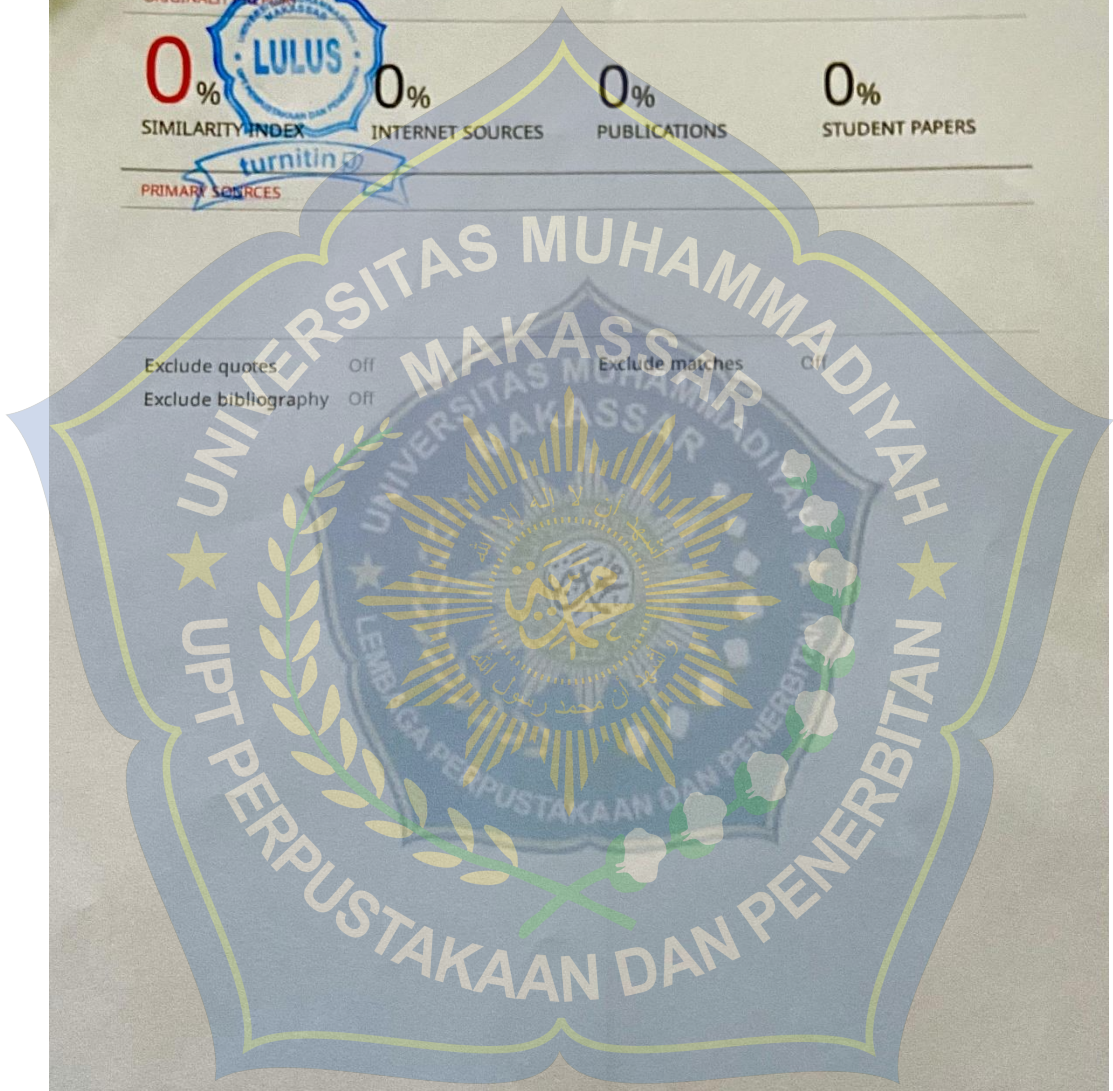 0%
SIMILARITY INDEX
0%
INTERNET SOURCES
0%
PUBLICATIONS
0%
STUDENT PAPERS
LULUS
turnitin
PRIMARY SOURCES
Exclude quotes Off
Exclude matches Off
Exclude bibliography Off
UNIVERSITAS MUHAMMADIYAH
MAKASSAR
UPT PERPUSTAKAAN DAN PENERBITAN
UNIVERSITAS MUHAMMADIYAH
MAKASSAR
LEMBAGA PERPUSTAKAAN DAN PENERBITAN